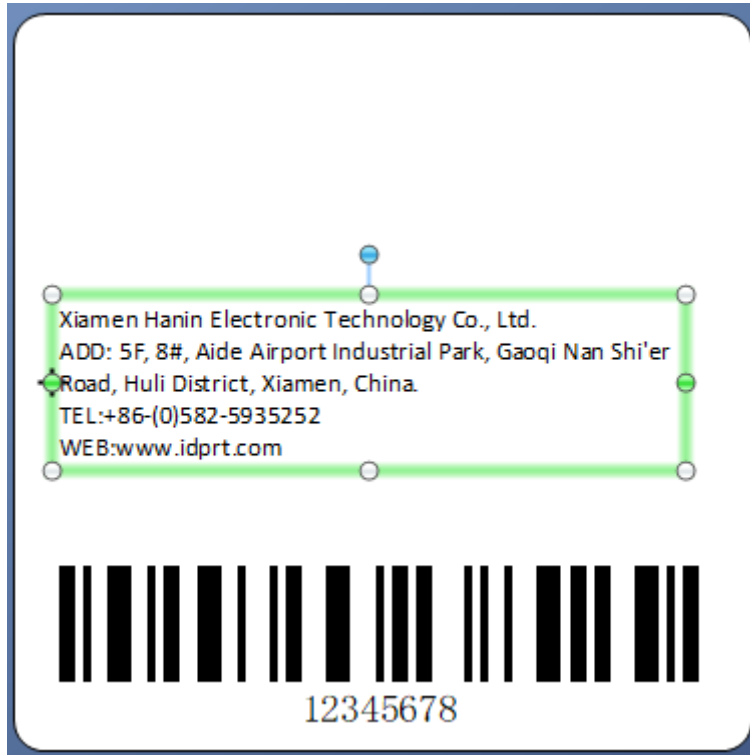 Xiamen Hanin Electronic Technology Co., Ltd.
ADD: 5F, 8#, Aide Airport Industrial Park, Gaoqi Nan Shi'er
Road, Huli District, Xiamen, China.
TEL:+86-(0)582-5935252
WEB:www.idprt.com
12345678